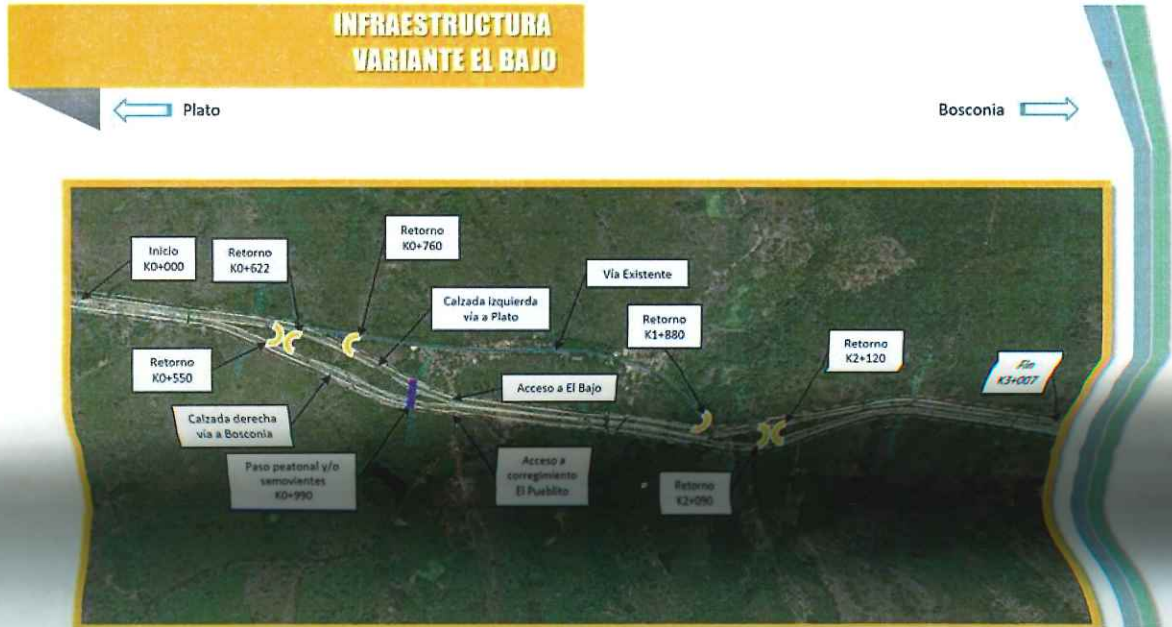 INFRAESTRUCTURA
VARIANTE EL BAJO
Plato
Bosconia
Inicio
K0+000
Retorno
K0+622
Retorno
K0+760
Vía Existente
Calzada izquierda
vía a Plato
Retorno
K1+880
Retorno
K2+120
Fin
K3+007
Retorno
K0+550
Acceso a El Bajo
Calzada derecha
vía a Bosconia
Paso peatonal y/o
semovientes
K0+990
Acceso a
corregimiento
El Pueblito
Retorno
K2+090